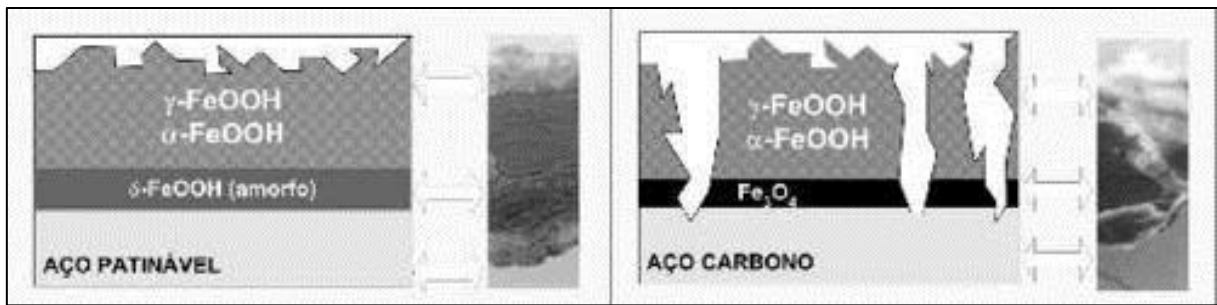 γ-FeOOH
α-FeOOH
δ-FeOOH (amorfo)
AÇO PATINÁVEL
γ-FeOOH
α-FeOOH
Fe₃O₄
AÇO CARBONO